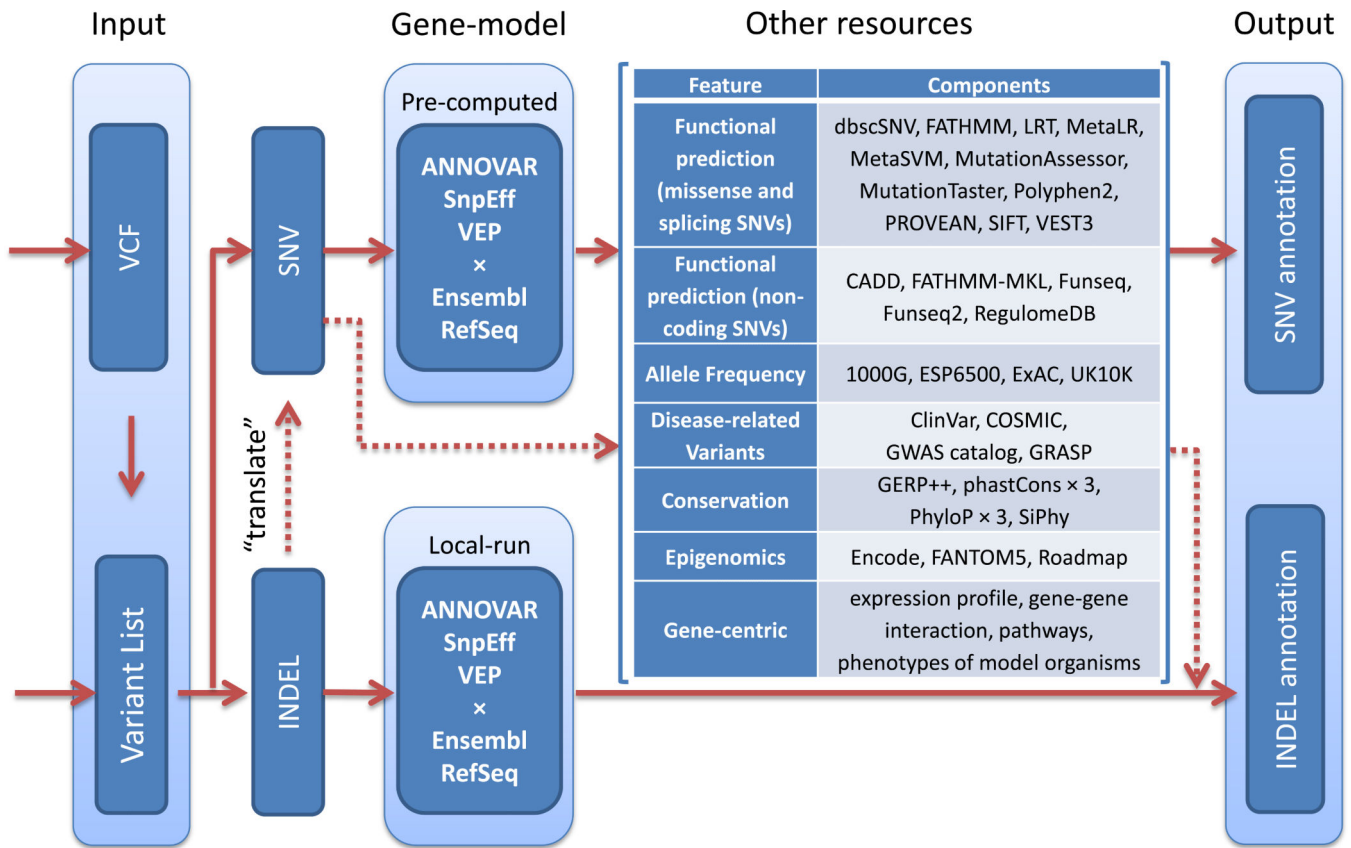 Input
Gene-model
Other resources
Output
VCF
Variant List
SNV
"translate"
INDEL
Pre-computed
ANNOVAR
SnpEff
VEP
×
Ensembl
RefSeq
Local-run
ANNOVAR
SnpEff
VEP
×
Ensembl
RefSeq
Feature
Components
Functional
prediction
(missense and
splicing SNVs)
dbscSNV, FATHMM, LRT, MetaLR,
MetaSVM, MutationAssessor,
MutationTaster, Polyphen2,
PROVEAN, SIFT, VEST3
Functional
prediction (non-
coding SNVs)
CADD, FATHMM-MKL, Funseq,
Funseq2, RegulomeDB
Allele Frequency
1000G, ESP6500, ExAC, UK10K
Disease-related
Variants
ClinVar, COSMIC,
GWAS catalog, GRASP
Conservation
GERP++, phastCons × 3,
PhyloP × 3, SiPhy
Epigenomics
Encode, FANTOM5, Roadmap
Gene-centric
expression profile, gene-gene
interaction, pathways,
phenotypes of model organisms
SNV annotation
INDEL annotation